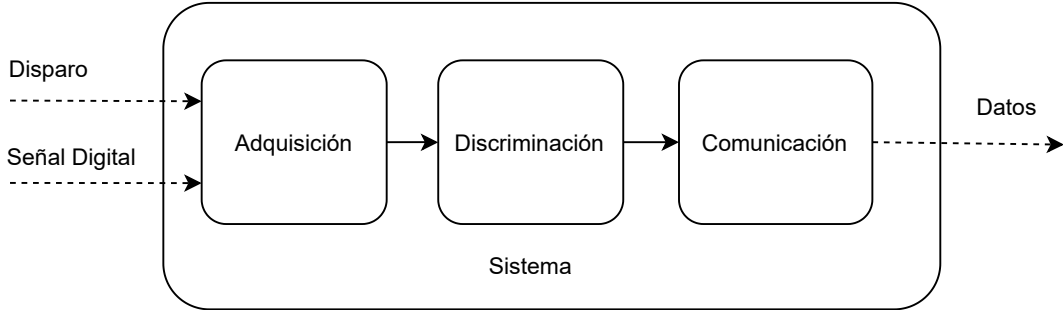 Disparo
Señal Digital
Adquisición
Discriminación
Comunicación
Datos
Sistema